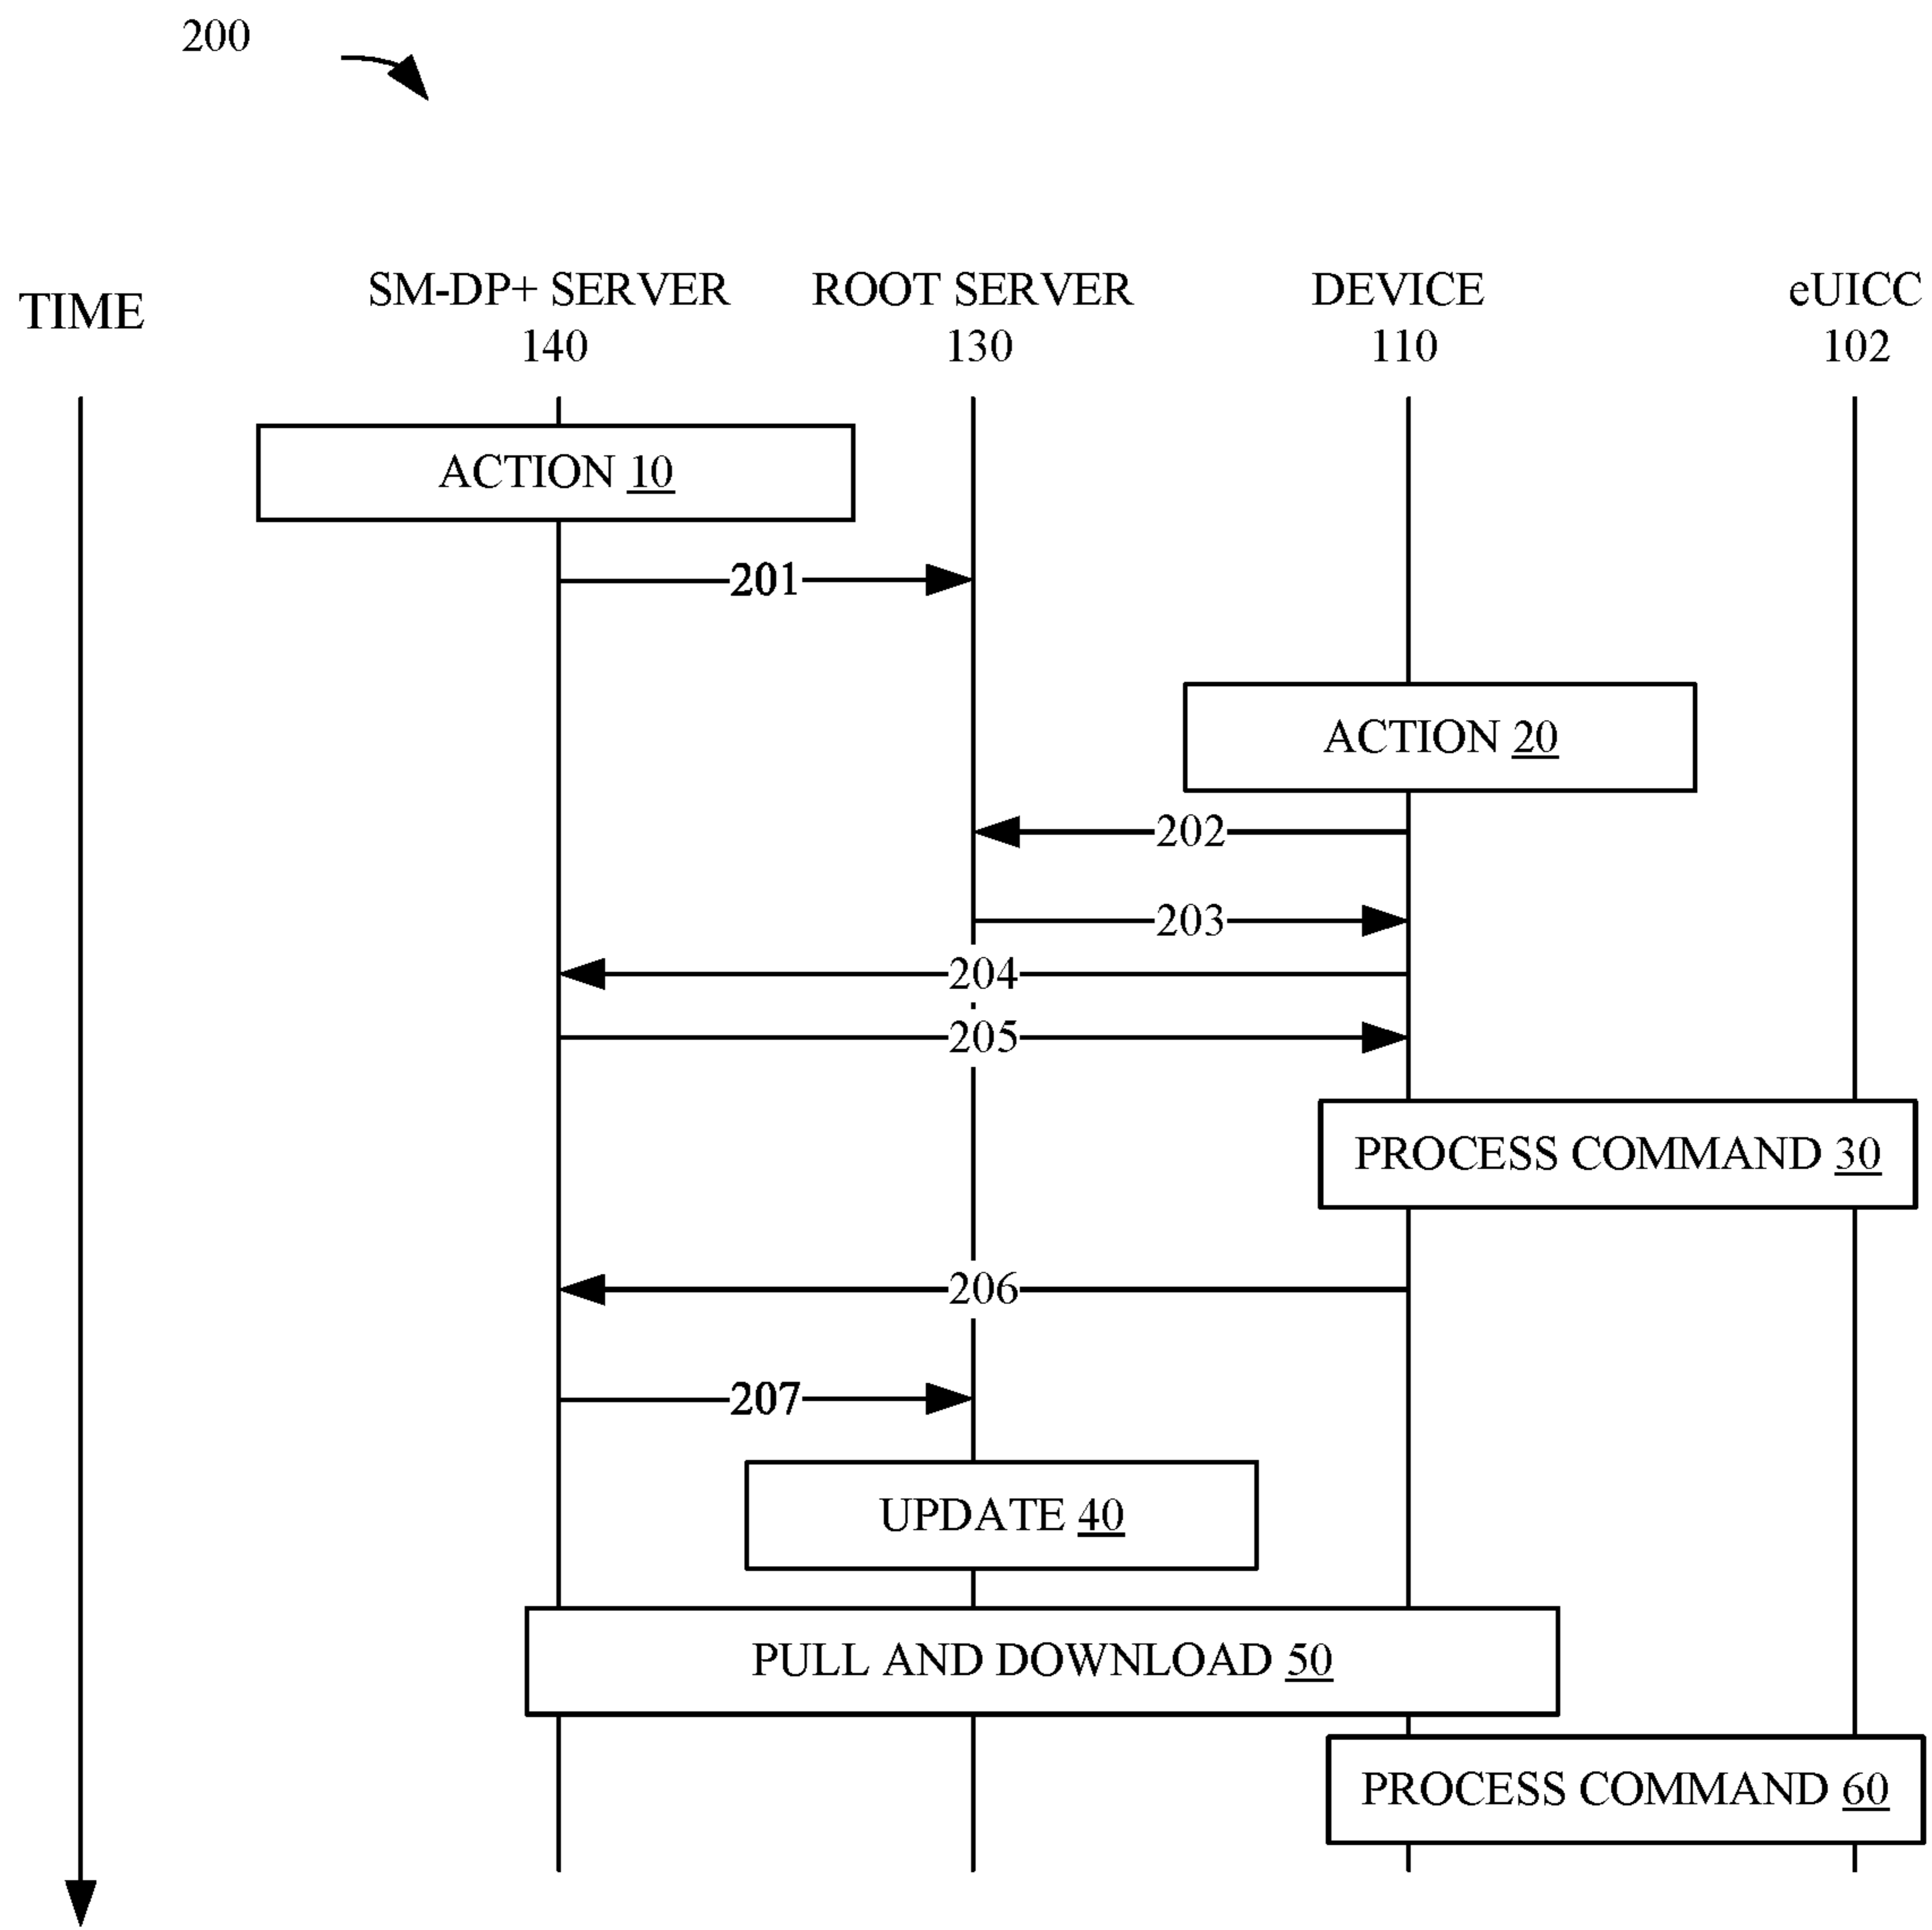 200
TIME
SM-DP+ SERVER
140
ROOT SERVER
130
DEVICE
110
eUICC
102
ACTION 10
201
ACTION 20
202
203
204
205
PROCESS COMMAND 30
206
207
UPDATE 40
PULL AND DOWNLOAD 50
PROCESS COMMAND 60